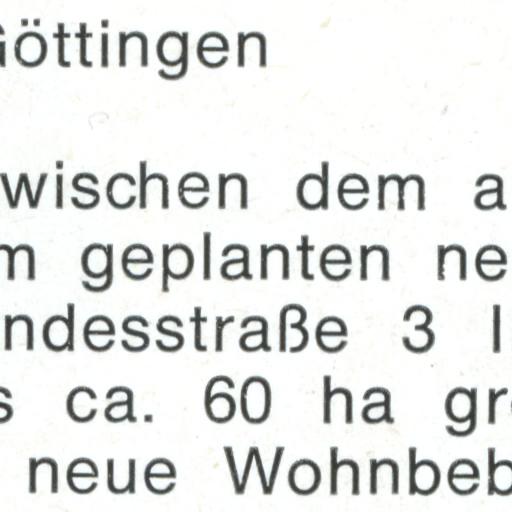 Göttingen
wischen dem a
m geplanten ne
ndesstraße 3 l
s ca. 60 ha gr
neue Wohnbeb